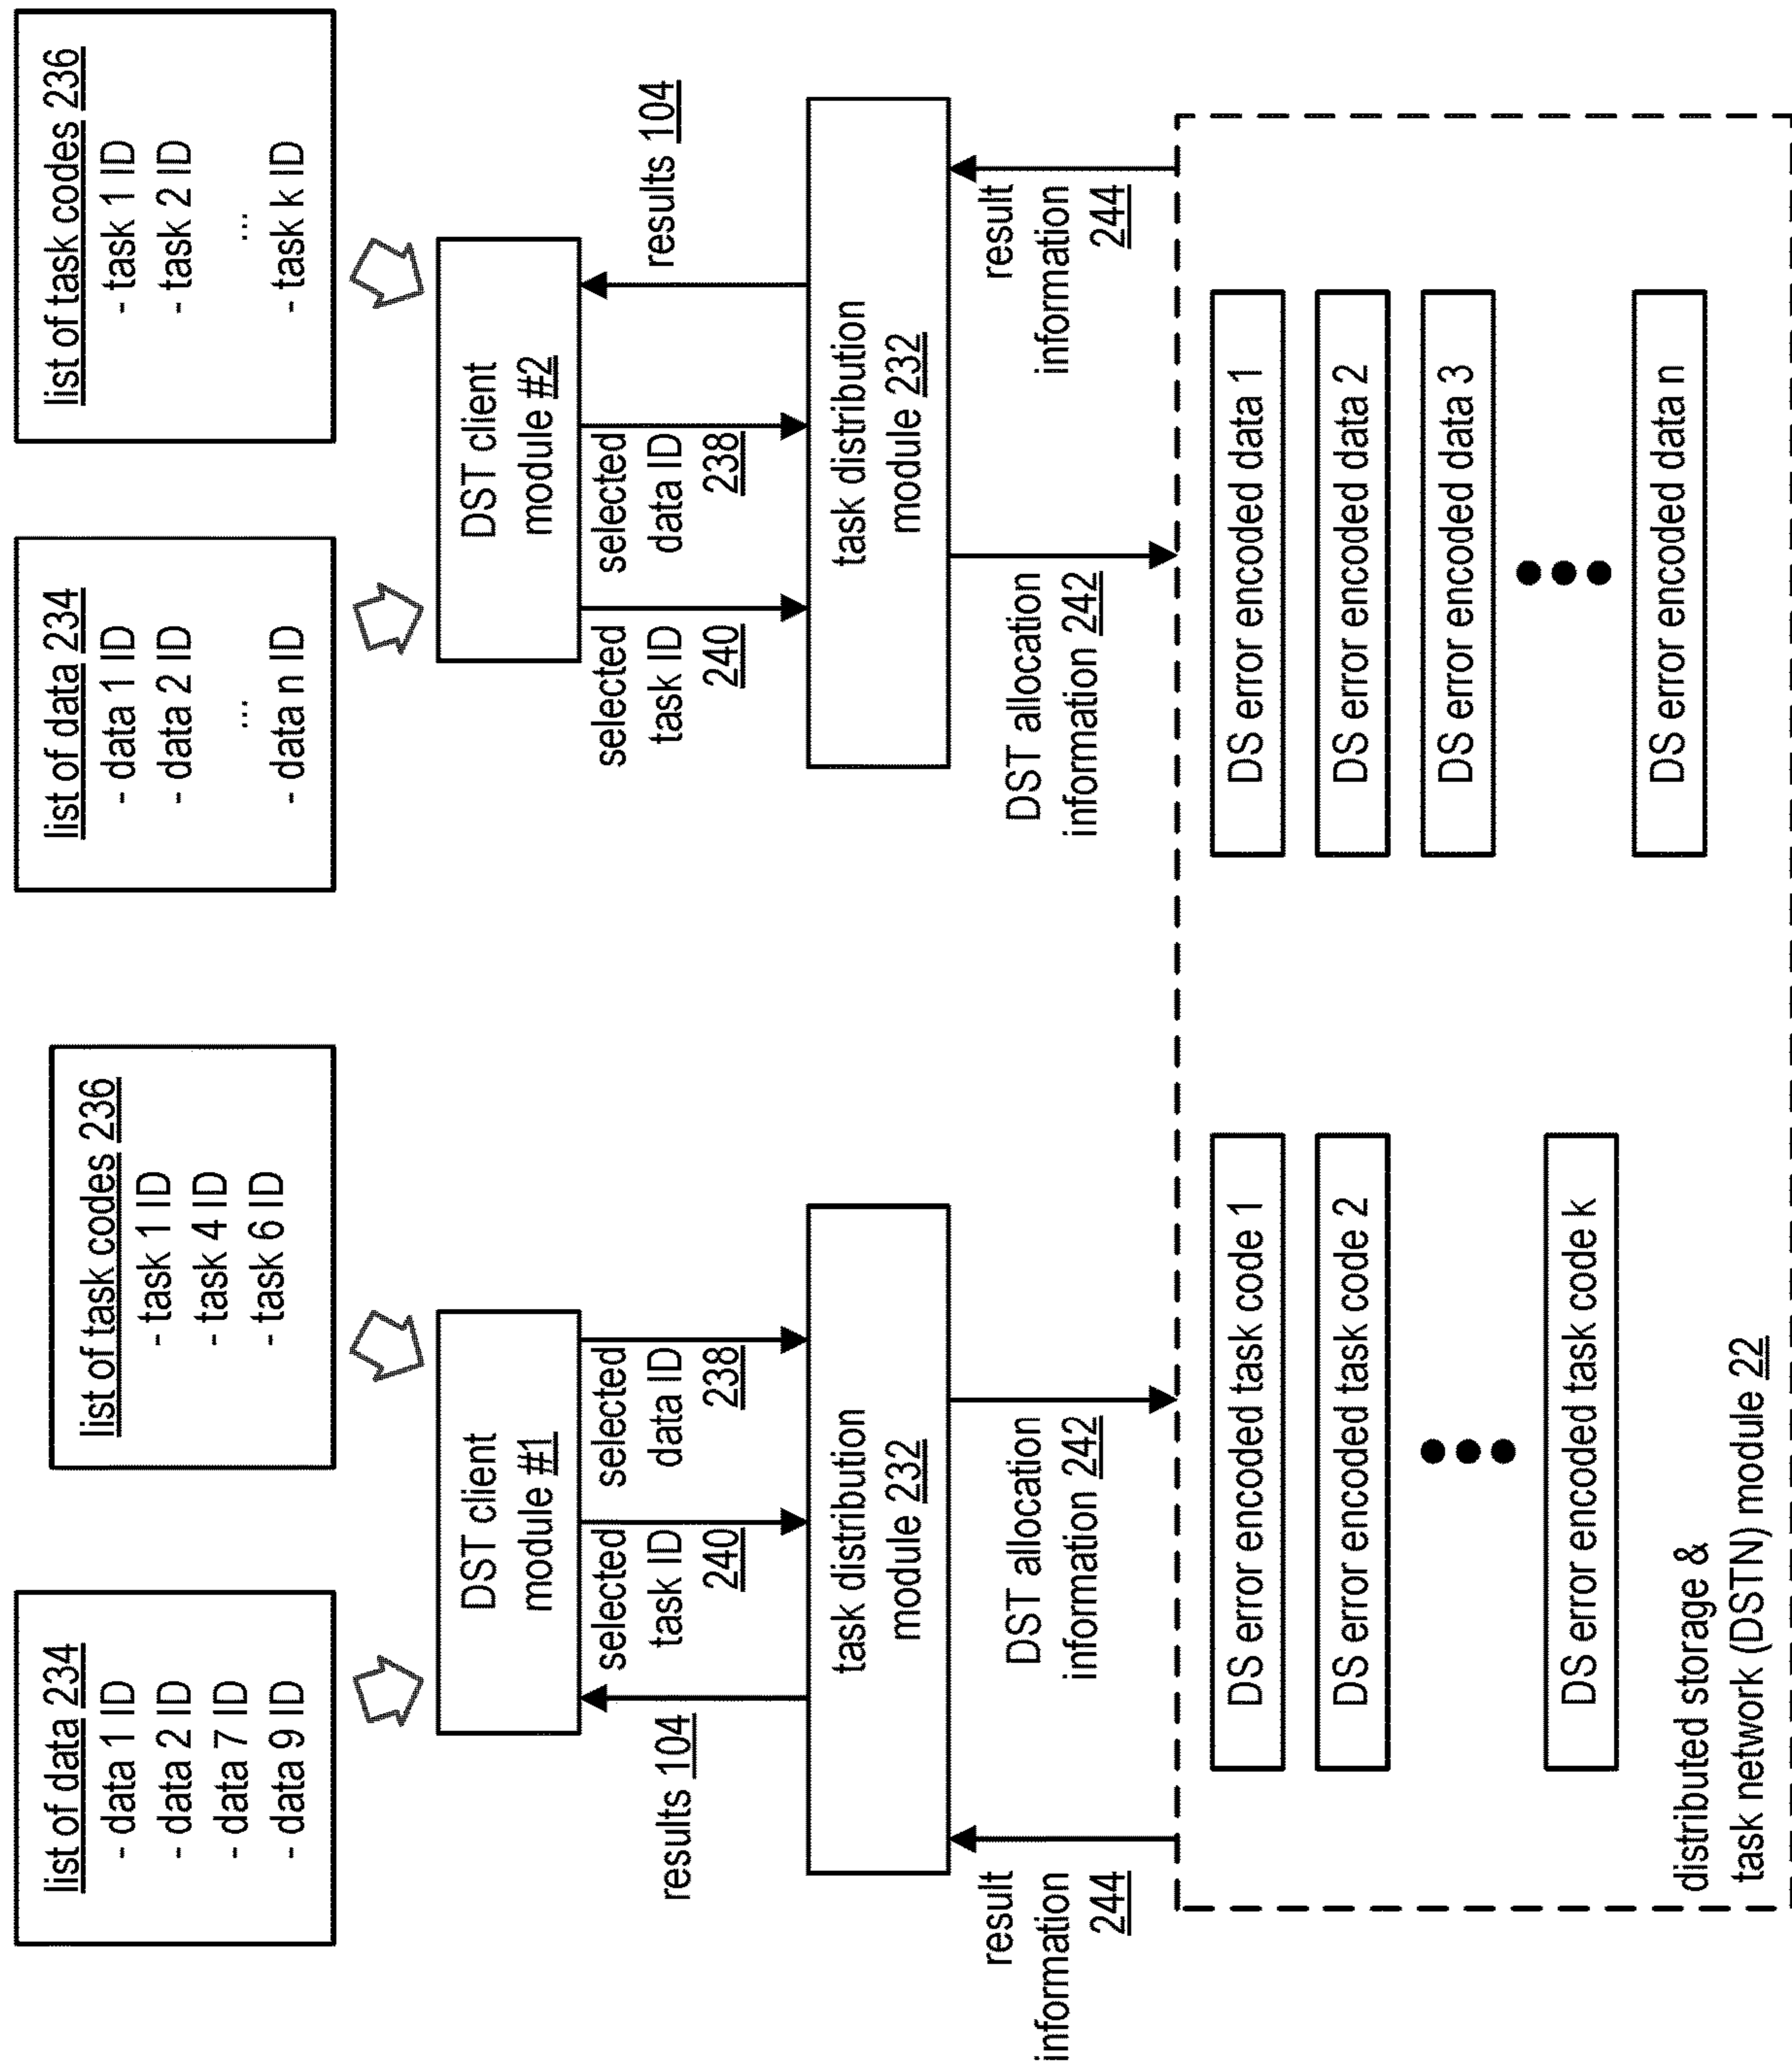 list of data 234
- data 1 ID
- data 2 ID
- data 7 ID
- data 9 ID
list of task codes 236
- task 1 ID
- task 4 ID
- task 6 ID
list of data 234
- data 1 ID
- data 2 ID
...
- data n ID
list of task codes 236
- task 1 ID
- task 2 ID
...
- task k ID
DST client
module #1
DST client
module #2
results 104
selected
task ID
240
selected
data ID
238
selected
task ID
240
selected
data ID
238
results 104
task distribution
module 232
task distribution
module 232
result
information
244
DST allocation
information 242
DST allocation
information 242
result
information
244
DS error encoded task code 1
DS error encoded task code 2
DS error encoded task code k
DS error encoded data 1
DS error encoded data 2
DS error encoded data 3
DS error encoded data n
distributed storage &
task network (DSTN) module 22